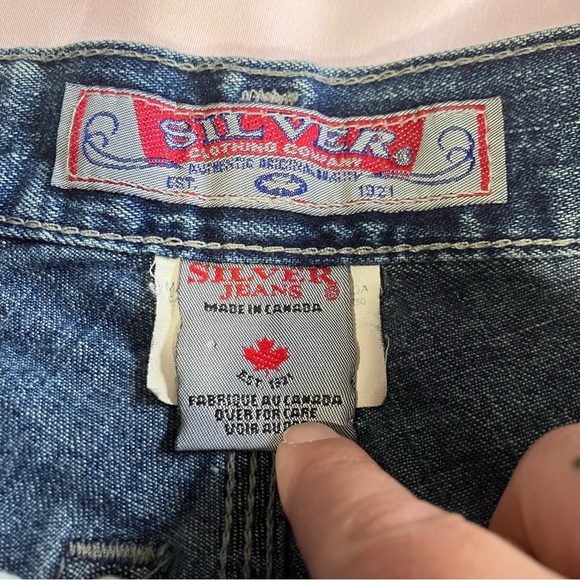 SILVER
CLOTHING COMPANY
AUTHENTIC ORIGINAL QUALITY
EST. 1921
SILVER
JEANS
MADE IN CANADA
EST 1921
FABRIQUE AU CANADA
OVER FOR CARE
VOIR AU